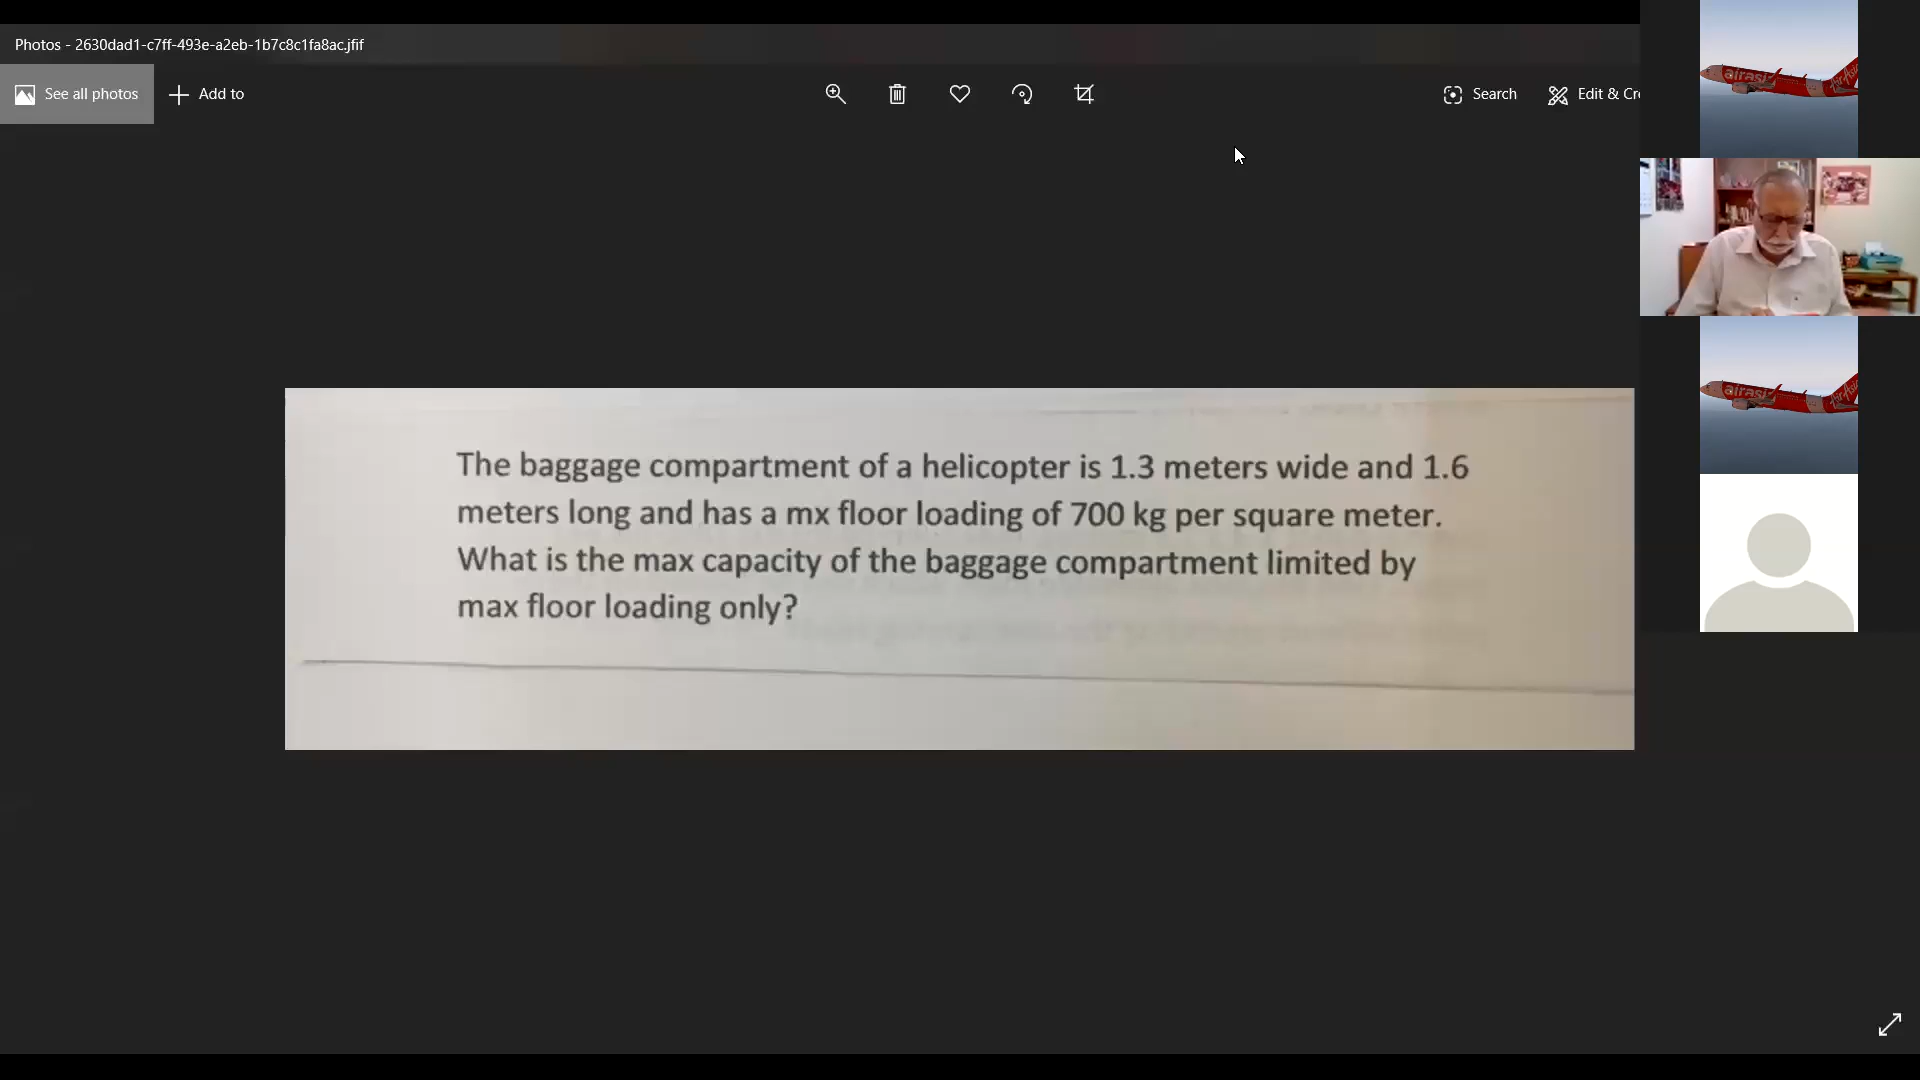 Photos - 2630dad1-c7ff-493e-a2eb-1b7c8c1fa8ac.jfif
See all photos
Add to
Search
Edit & Cre
The baggage compartment of a helicopter is 1.3 meters wide and 1.6
meters long and has a mx floor loading of 700 kg per square meter.
What is the max capacity of the baggage compartment limited by
max floor loading only?